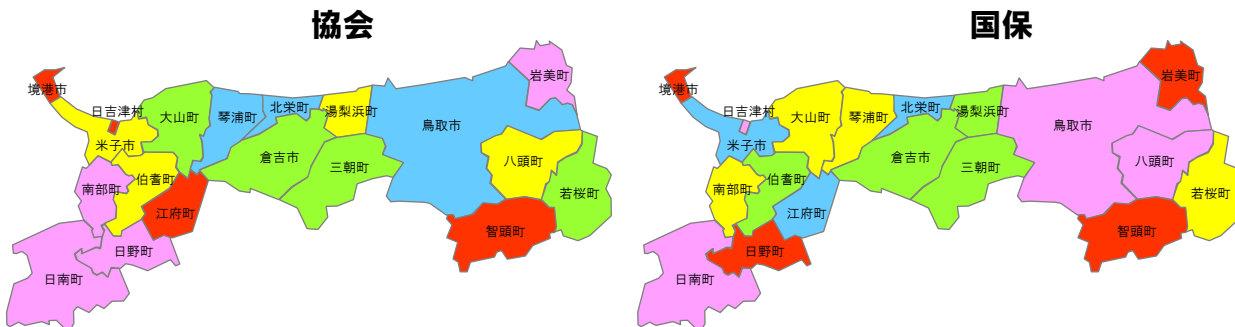 協会
境港市
日吉津村
米子市
大山町
琴浦町
北栄町
湯梨浜町
鳥取市
岩美町
南部町
伯耆町
倉吉市
三朝町
八頭町
若桜町
江府町
智頭町
日野町
日南町
国保
境港市
日吉津村
米子市
大山町
琴浦町
北栄町
湯梨浜町
鳥取市
岩美町
南部町
伯耆町
倉吉市
三朝町
八頭町
若桜町
江府町
智頭町
日野町
日南町